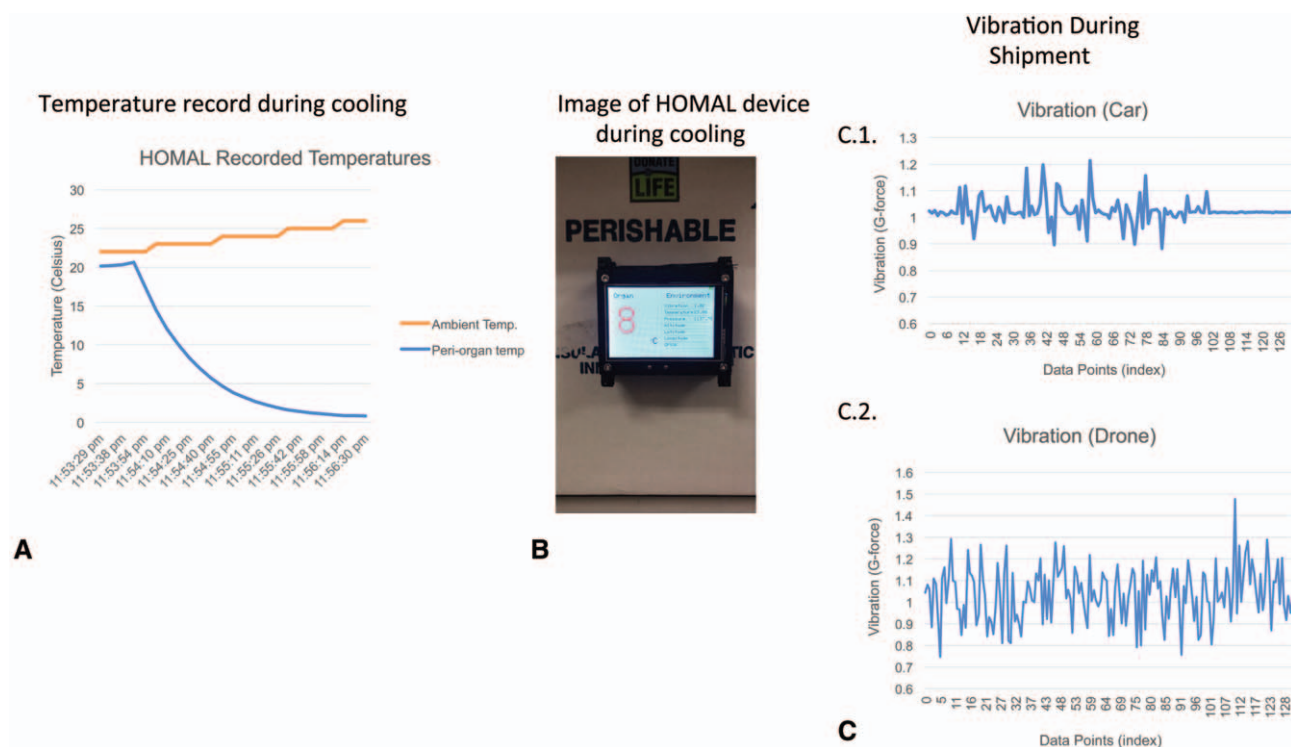 Temperature record during cooling
HOMAL Recorded Temperatures
Temperature (Celsius)
30
25
20
15
10
5
0
11:53:29 pm
11:53:38 pm
11:53:54 pm
11:54:10 pm
11:54:25 pm
11:54:40 pm
11:54:55 pm
11:55:11 pm
11:55:26 pm
11:55:42 pm
11:55:58 pm
11:56:14 pm
11:56:30 pm
Ambient Temp.
Peri-organ temp
A
Image of HOMAL device
during cooling
DONATE
LIFE
PERISHABLE
Organ
Environment
8
C
B
Vibration During
Shipment
C.1.
Vibration (Car)
Vibration (G-force)
1.3
1.2
1.1
1
0.9
0.8
0.7
0.6
0 6 12 18 24 30 36 42 48 54 60 66 72 78 84 90 96 102 114 120 126
Data Points (index)
C.2.
Vibration (Drone)
Vibration (G-force)
1.6
1.5
1.4
1.3
1.2
1.1
1
0.9
0.8
0.7
0.6
0 5 11 16 21 27 32 37 43 48 53 59 64 69 75 80 85 91 96 101 107 112 117 123 128
Data Points (index)
C